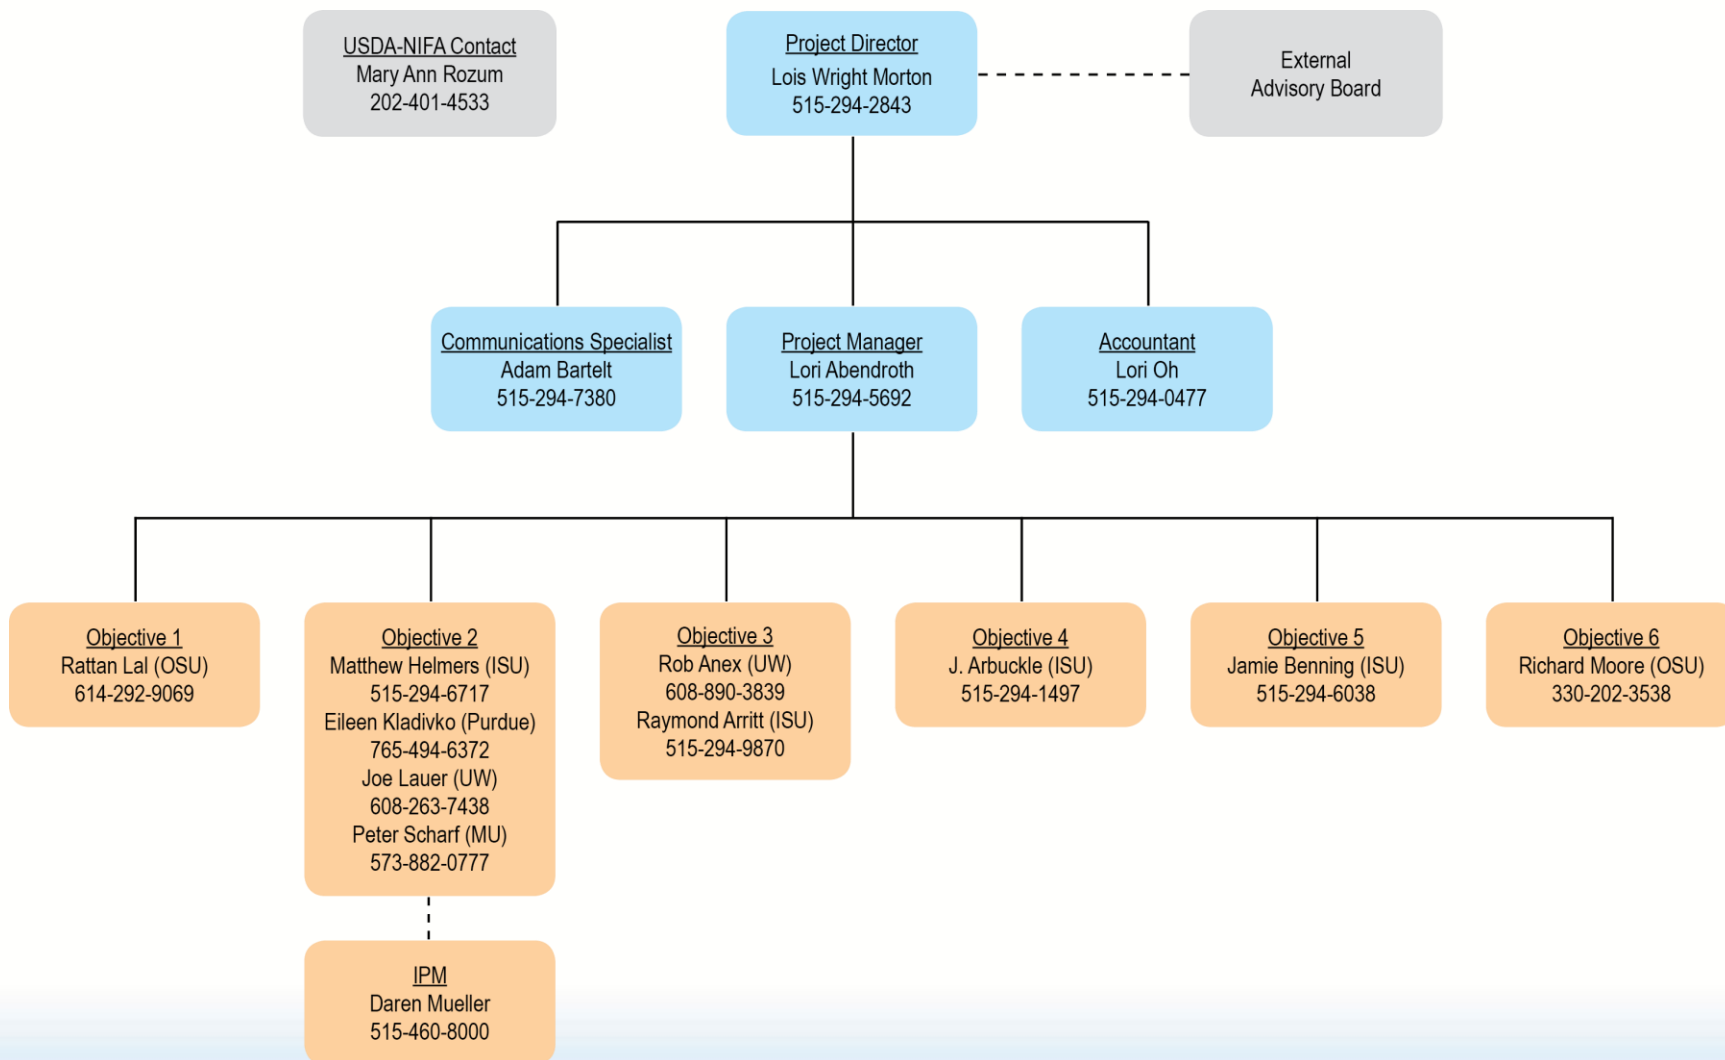 USDA-NIFA Contact
Mary Ann Rozum
202-401-4533
Project Director
Lois Wright Morton
515-294-2843
External
Advisory Board
Communications Specialist
Adam Bartelt
515-294-7380
Project Manager
Lori Abendroth
515-294-5692
Accountant
Lori Oh
515-294-0477
Objective 1
Rattan Lal (OSU)
614-292-9069
Objective 2
Matthew Helmers (ISU)
515-294-6717
Eileen Kladivko (Purdue)
765-494-6372
Joe Lauer (UW)
608-263-7438
Peter Scharf (MU)
573-882-0777
Objective 3
Rob Anex (UW)
608-890-3839
Raymond Arritt (ISU)
515-294-9870
Objective 4
J. Arbuckle (ISU)
515-294-1497
Objective 5
Jamie Benning (ISU)
515-294-6038
Objective 6
Richard Moore (OSU)
330-202-3538
IPM
Daren Mueller
515-460-8000